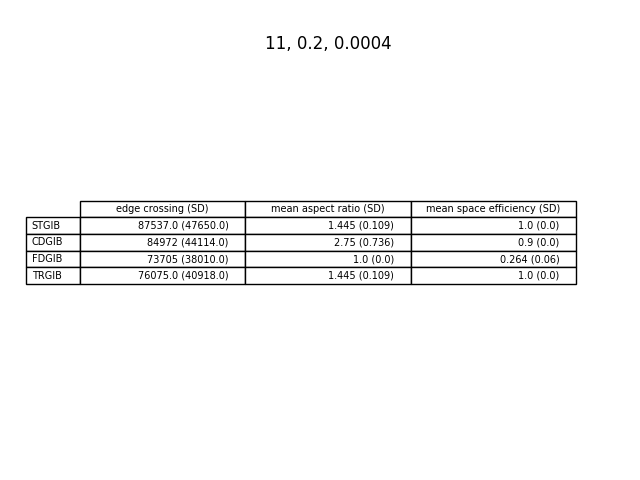 11, 0.2, 0.0004
edge crossing (SD) mean aspect ratio (SD) mean space efficiency (SD)
STGIB 87537.0 (47650.0) 1.445 (0.109) 1.0 (0.0)
CDGIB 84972 (44114.0) 2.75 (0.736) 0.9 (0.0)
FDGIB 73705 (38010.0) 1.0 (0.0) 0.264 (0.06)
TRGIB 76075.0 (40918.0) 1.445 (0.109) 1.0 (0.0)